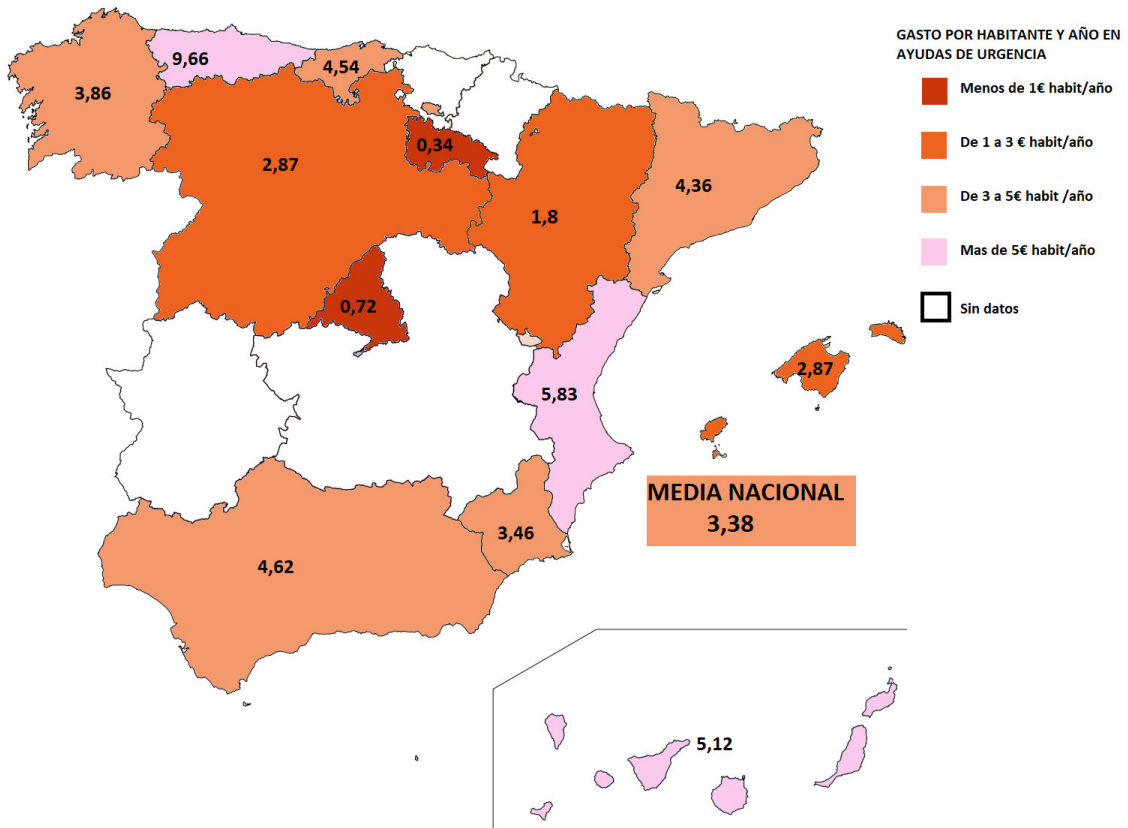 GASTO POR HABITANTE Y AÑO EN
AYUDAS DE URGENCIA
Menos de 1€ habit/año
De 1 a 3 € habit/año
De 3 a 5€ habit /año
Mas de 5€ habit/año
Sin datos
9,66
4,54
3,86
0,34
2,87
4,36
1,8
0,72
2,87
5,83
MEDIA NACIONAL
3,38
3,46
4,62
5,12